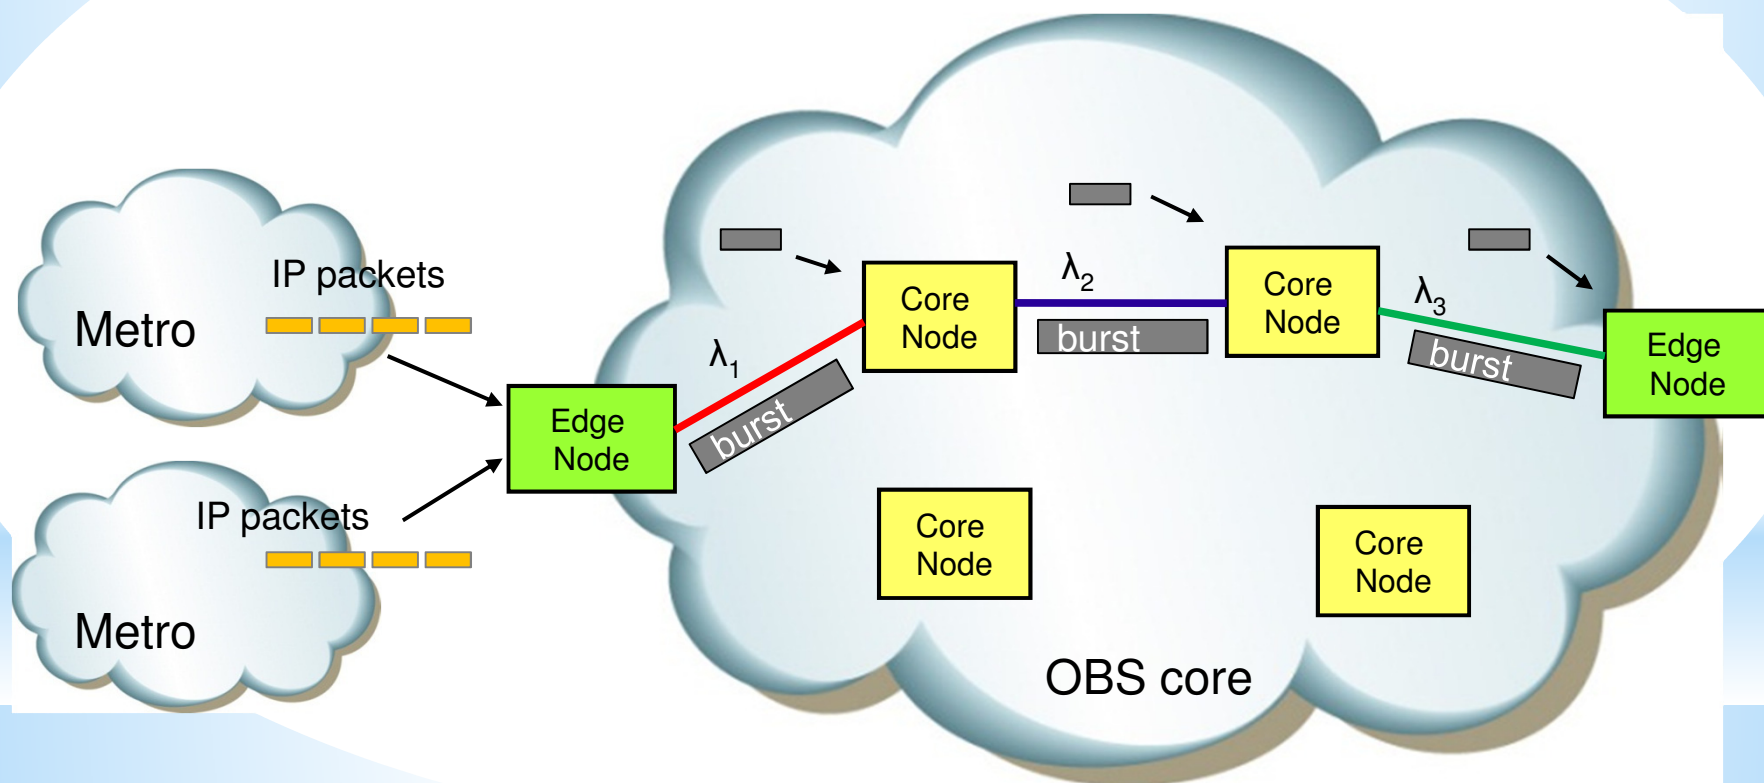 IP packets
Metro
IP packets
Metro
Edge
Node
λ1
burst
Core
Node
λ2
burst
Core
Node
λ3
burst
Edge
Node
Core
Node
Core
Node
OBS core